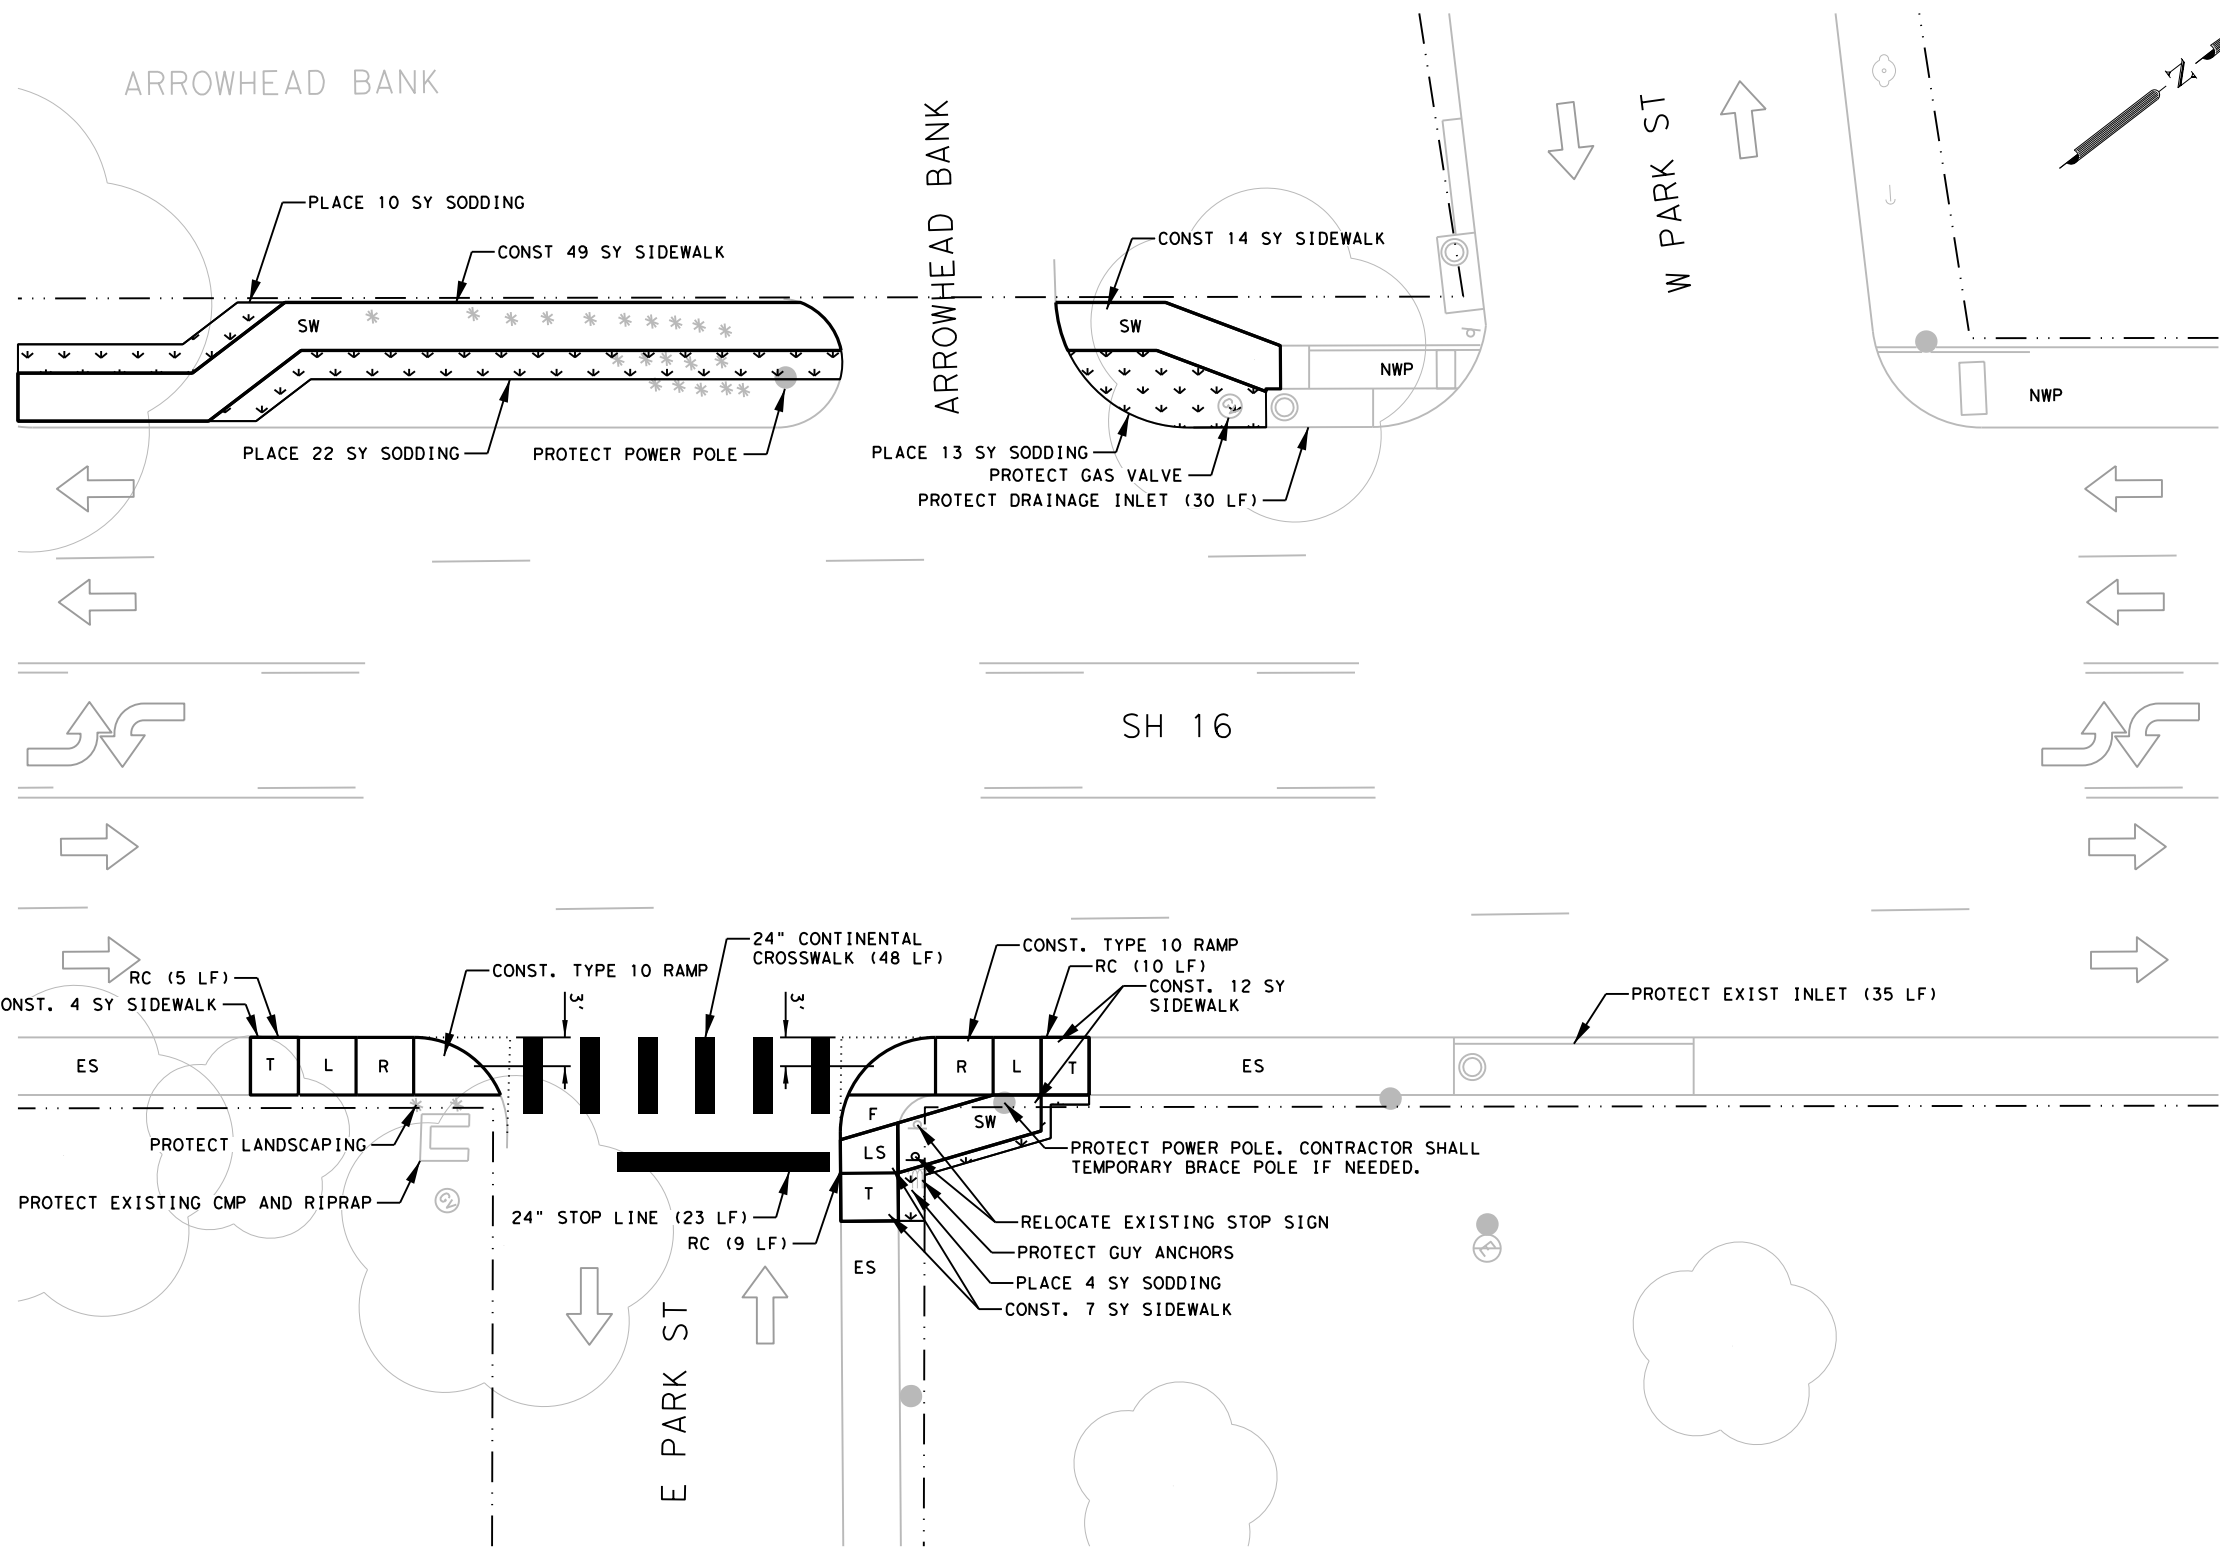 ARROWHEAD BANK
ARROWHEAD BANK
W PARK ST
N
PLACE 10 SY SODDING
CONST 49 SY SIDEWALK
CONST 14 SY SIDEWALK
SW
SW
NWP
NWP
PLACE 22 SY SODDING
PROTECT POWER POLE
PLACE 13 SY SODDING
GV
PROTECT GAS VALVE
PROTECT DRAINAGE INLET (30 LF)
SH 16
24" CONTINENTAL
CROSSWALK (48 LF)
CONST. TYPE 10 RAMP
RC (10 LF)
CONST. 12 SY
SIDEWALK
CONST. TYPE 10 RAMP
RC (5 LF)
ONST. 4 SY SIDEWALK
3'
3'
PROTECT EXIST INLET (35 LF)
ES
T
L
R
R
L
T
ES
F
SW
LS
T
ES
PROTECT LANDSCAPING
PROTECT POWER POLE. CONTRACTOR SHALL
TEMPORARY BRACE POLE IF NEEDED.
PROTECT EXISTING CMP AND RIPRAP
GV
24" STOP LINE (23 LF)
RC (9 LF)
RELOCATE EXISTING STOP SIGN
PROTECT GUY ANCHORS
PLACE 4 SY SODDING
CONST. 7 SY SIDEWALK
E
E PARK ST